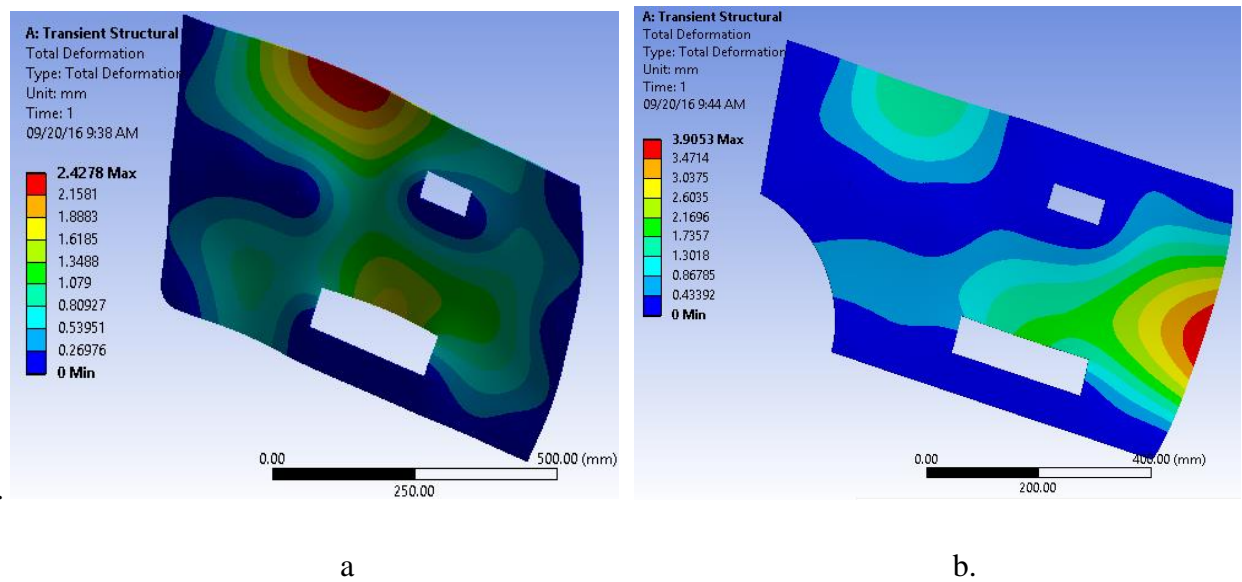 A: Transient Structural
Total Deformation
Type: Total Deformation
Unit: mm
Time: 1
09/20/16 9:38 AM
2.4278 Max
2.1581
1.8883
1.6185
1.3488
1.079
0.80927
0.53951
0.26976
0 Min
0.00
500.00 (mm)
250.00
A: Transient Structural
Total Deformation
Type: Total Deformation
Unit: mm
Time: 1
09/20/16 9:44 AM
3.9053 Max
3.4714
3.0375
2.6035
2.1696
1.7357
1.3018
0.86785
0.43392
0 Min
0.00
400.00 (mm)
200.00
.
a
b.